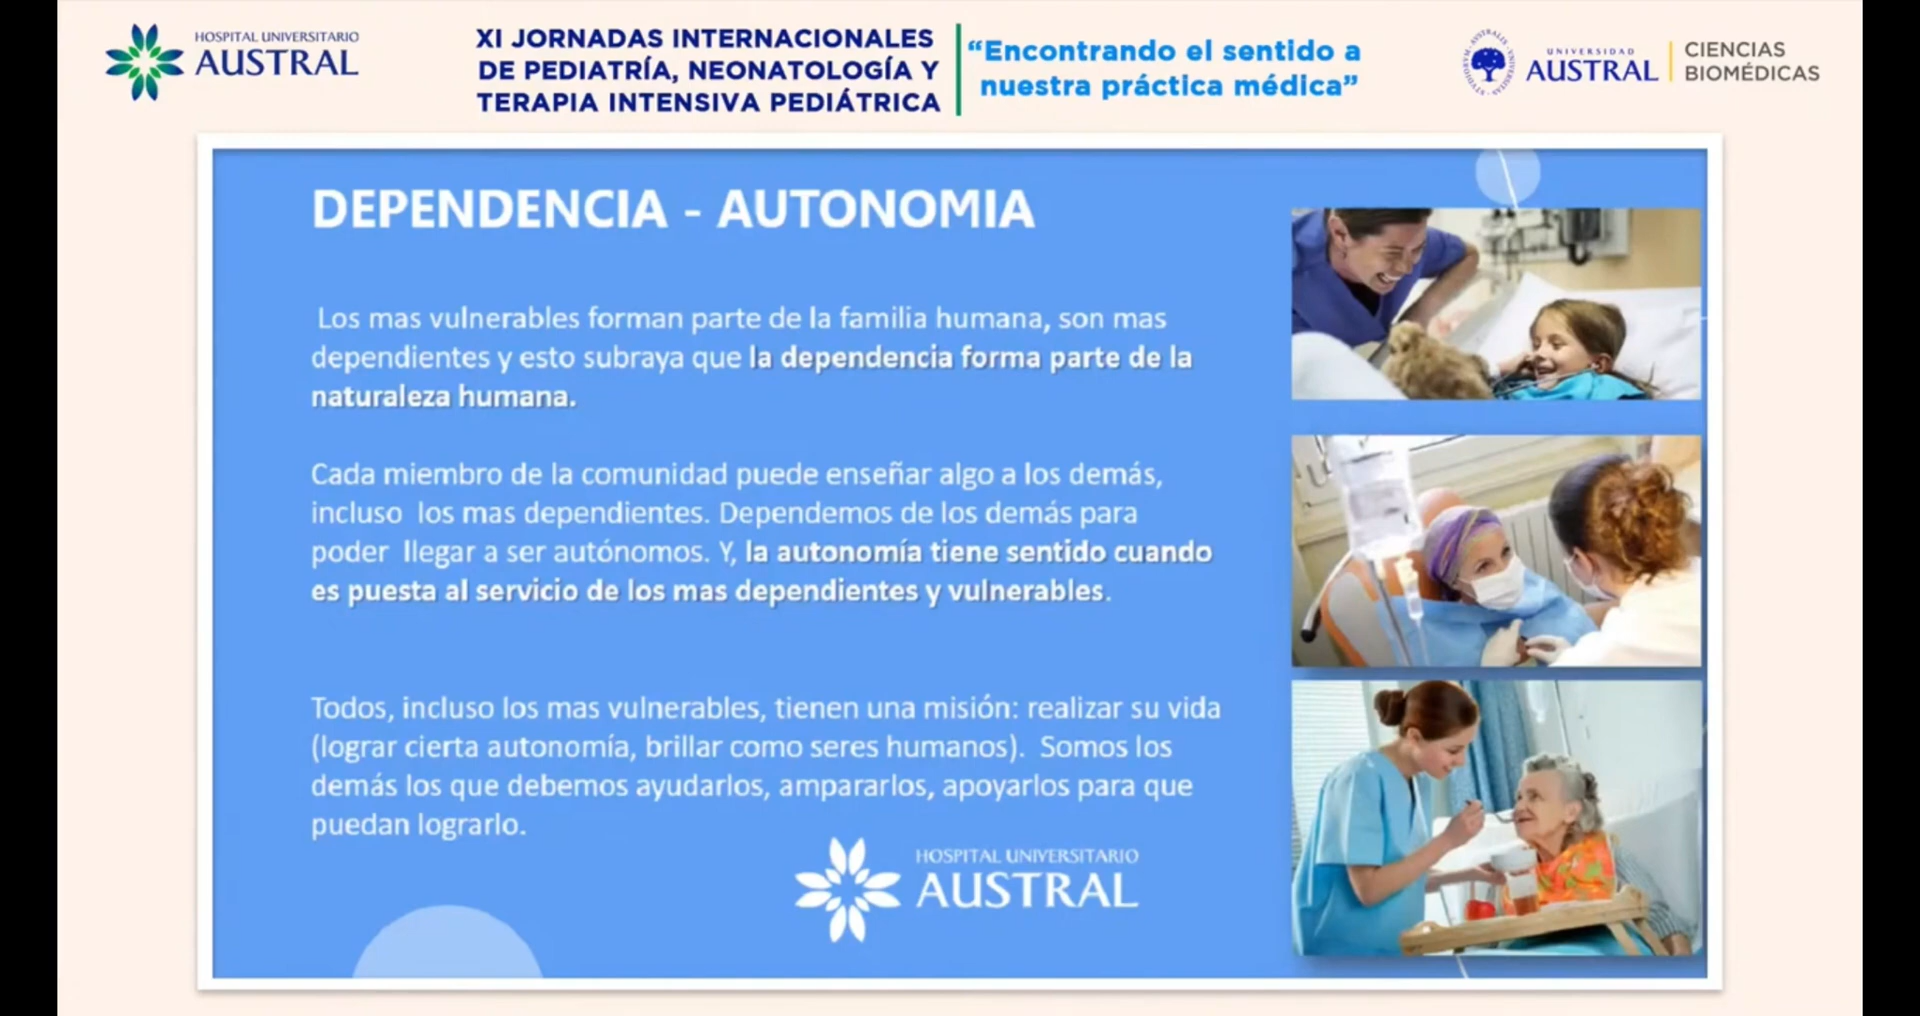 HOSPITAL UNIVERSITARIO
AUSTRAL
XI JORNADAS INTERNACIONALES
DE PEDIATRÍA, NEONATOLOGÍA Y
TERAPIA INTENSIVA PEDIÁTRICA
“Encontrando el sentido a
nuestra práctica médica”
UNIVERSIDAD
AUSTRAL
CIENCIAS
BIOMÉDICAS
DEPENDENCIA - AUTONOMIA
Los mas vulnerables forman parte de la familia humana, son mas
dependientes y esto subraya que la dependencia forma parte de la
naturaleza humana.
Cada miembro de la comunidad puede enseñar algo a los demás,
incluso los mas dependientes. Dependemos de los demás para
poder llegar a ser autónomos. Y, la autonomía tiene sentido cuando
es puesta al servicio de los mas dependientes y vulnerables.
Todos, incluso los mas vulnerables, tienen una misión: realizar su vida
(lograr cierta autonomía, brillar como seres humanos). Somos los
demás los que debemos ayudarlos, ampararlos, apoyarlos para que
puedan lograrlo.
HOSPITAL UNIVERSITARIO
AUSTRAL